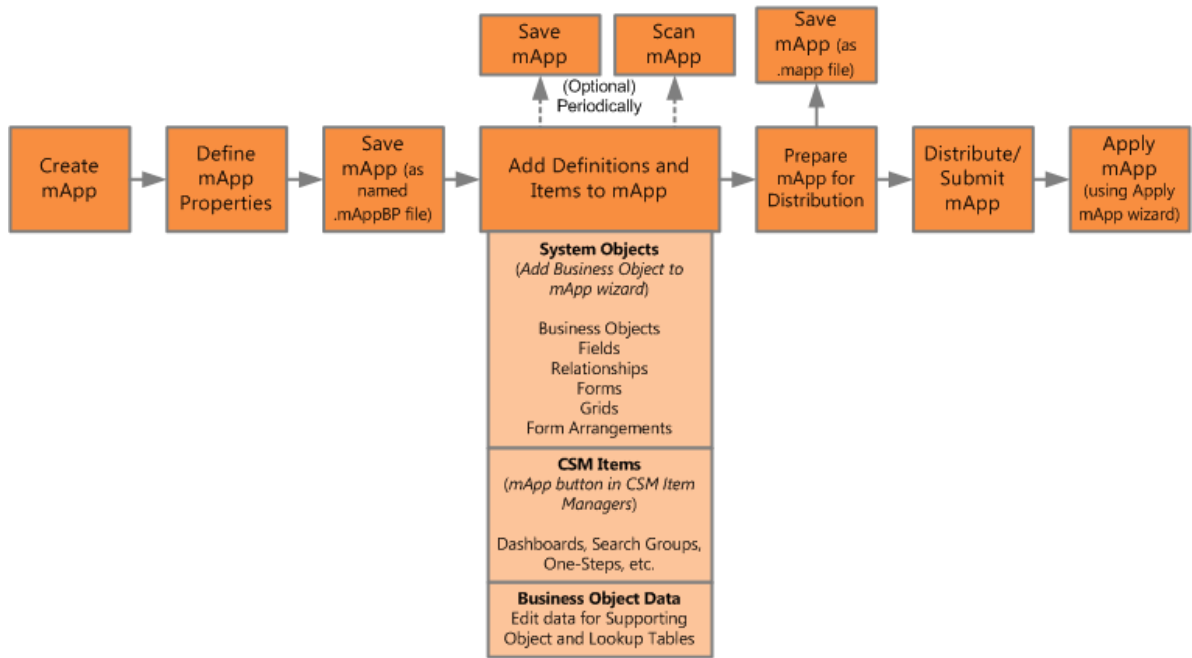 Save
mApp
Scan
mApp
Save
mApp (as
.mapp file)
(Optional)
Periodically
Create
mApp
Define
mApp
Properties
Save
mApp (as
named
.mAppBP file)
Add Definitions and
Items to mApp
Prepare
mApp for
Distribution
Distribute/
Submit
mApp
Apply
mApp
(using Apply
mApp wizard)
System Objects
(Add Business Object to
mApp wizard)
Business Objects
Fields
Relationships
Forms
Grids
Form Arrangements
CSM Items
(mApp button in CSM Item
Managers)
Dashboards, Search Groups,
One-Steps, etc.
Business Object Data
Edit data for Supporting
Object and Lookup Tables